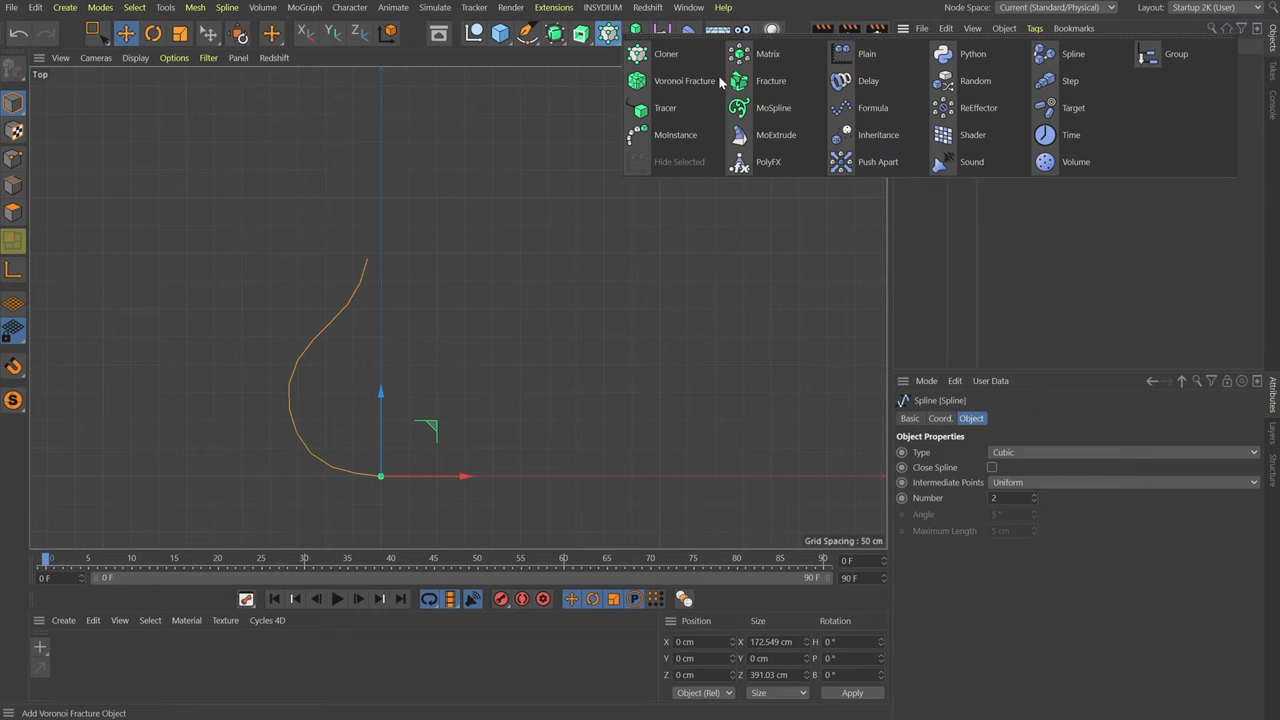 File Edit Create Modes Select Tools Mesh Spline Volume MoGraph Character Animate Simulate Tracker Render Extensions INSYDIUM Redshift Window Help Node Space: Current (Standard/Physical) Layout: Startup 2K (User)
File Edit View Object Tags Bookmarks
View Cameras Display Options Filter Panel Redshift
Top
Cloner Matrix Plain Python Spline Group
Voronoi Fracture Fracture Delay Random Step
Tracer MoSpline Formula ReEffector Target
MoInstance MoExtrude Inheritance Shader Time
Hide Selected PolyFX Push Apart Sound Volume
Objects
Takes
Mode Edit User Data
Spline [Spline]
Basic Coord. Object
Object Properties
Type Cubic
Close Spline
Intermediate Points Uniform
Number 2
Angle 5 °
Maximum Length 5 cm
Attributes
Layers
Structure
Grid Spacing : 50 cm
0 5 10 15 20 25 30 35 40 45 50 55 60 65 70 75 80 85 90 0 F
0 F 0 F 90 F 90 F
Create Edit View Select Material Texture Cycles 4D
Position Size Rotation
X 0 cm X 172.549 cm H 0 °
Y 0 cm Y 0 cm P 0 °
Z 0 cm Z 391.03 cm B 0 °
Object (Rel) Size Apply
Add Voronoi Fracture Object